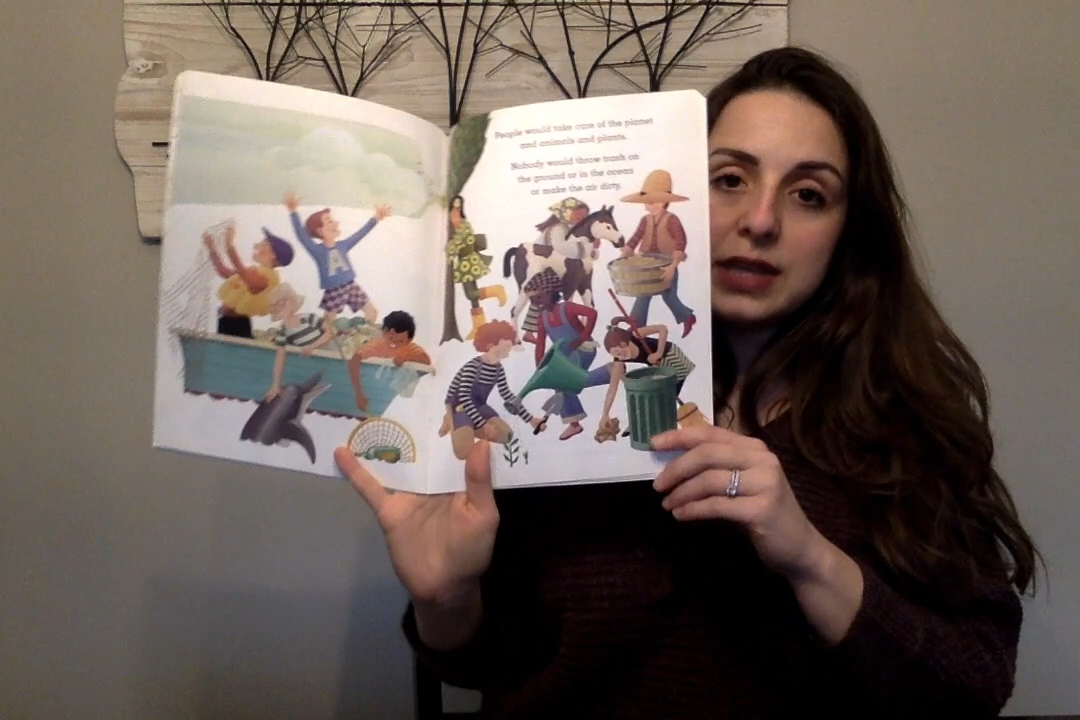 A
People would take care of the planet
and animals and plants.
Nobody would throw trash on
the ground or in the ocean
or make the air dirty.